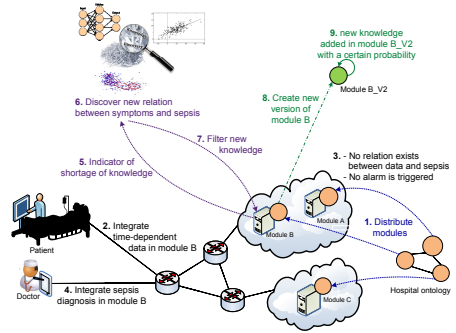 9. new knowledge
added in module B_V2
with a certain probability
Module B_V2
6. Discover new relation
between symptoms and sepsis
8. Create new
version of
module B
7. Filter new
knowledge
5. Indicator of
shortage of knowledge
3. - No relation exists
between data and sepsis
- No alarm is triggered
Module A
Module B
1. Distribute
modules
2. Integrate
time-dependent
data in module B
Patient
Doctor
4. Integrate sepsis
diagnosis in module B
Module C
Hospital ontology